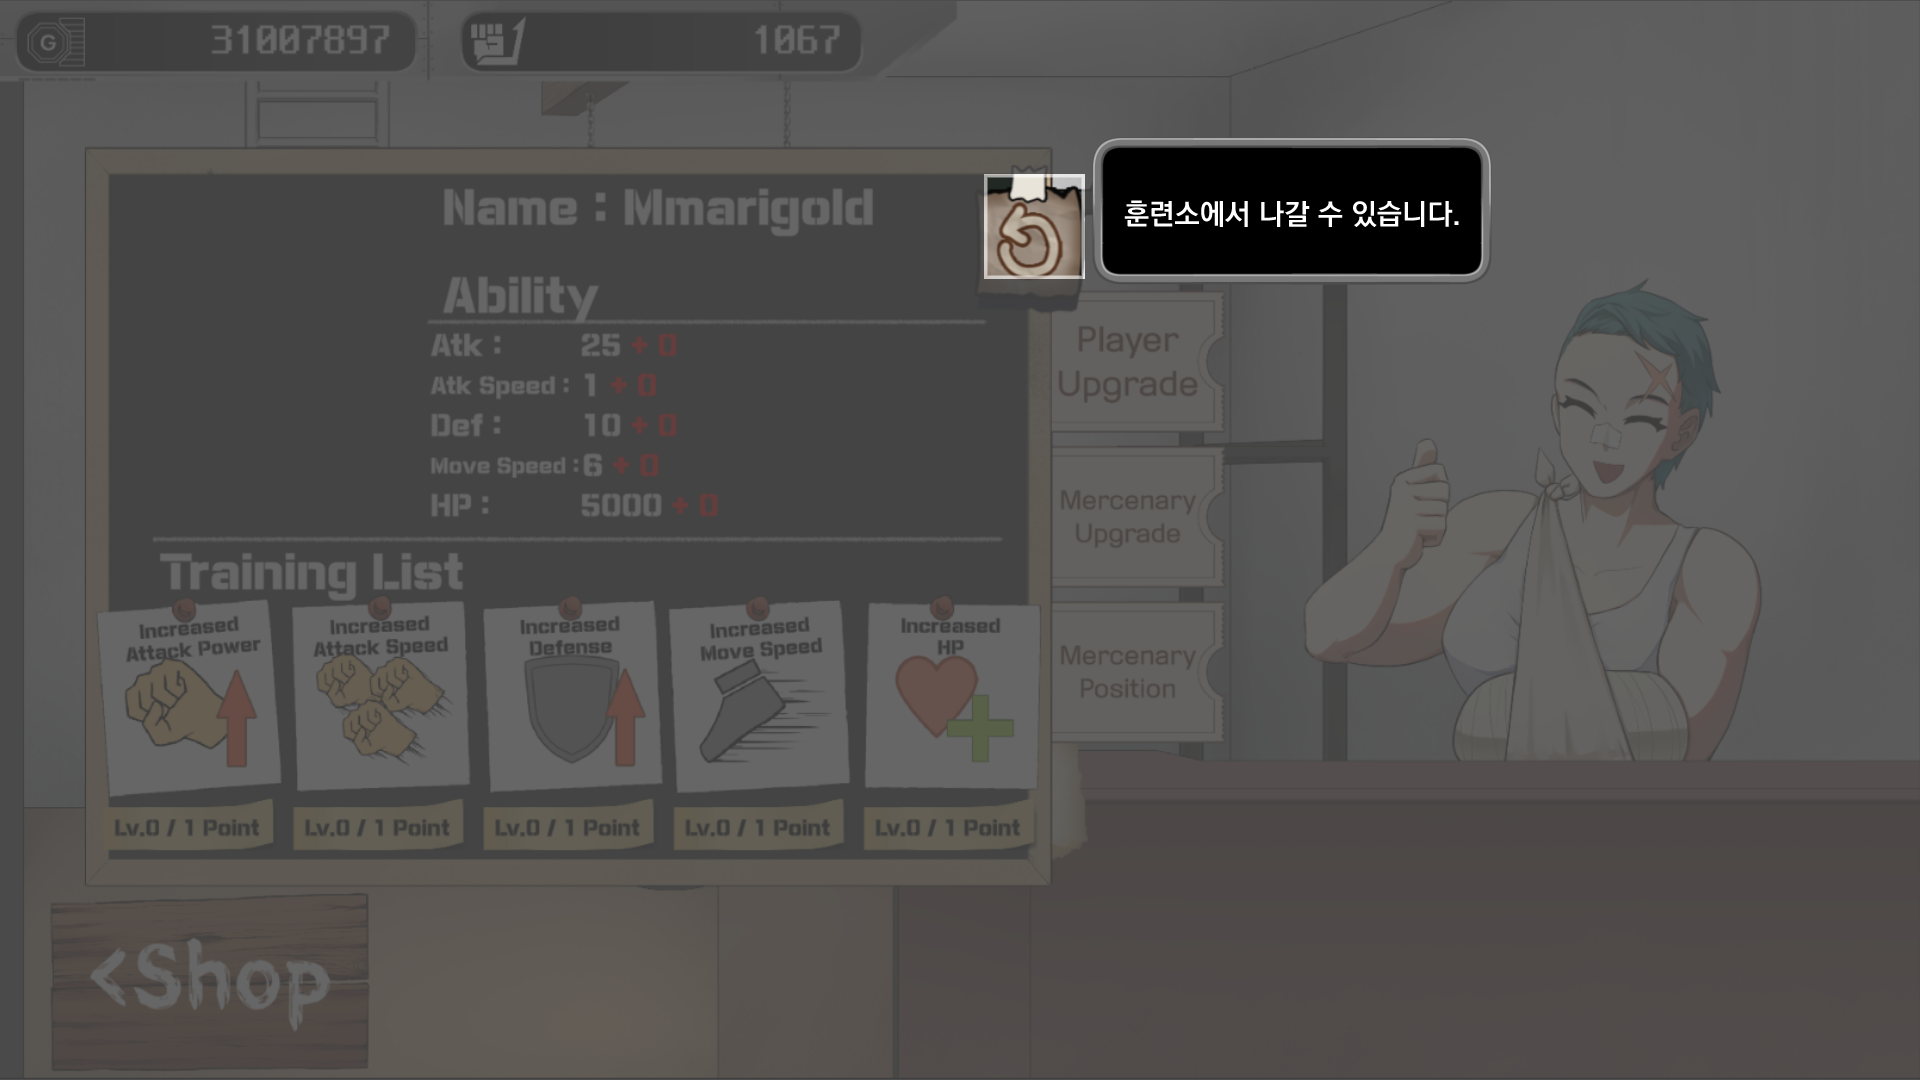 G 31007897
1 1067
Name : Mmarigold
훈련소에서 나갈 수 있습니다.
Ability
Atk : 25 + 0
Atk Speed : 1 + 0
Def : 10 + 0
Move Speed : 6 + 0
HP : 5000 + 0
Player
Upgrade
Mercenary
Upgrade
Mercenary
Position
Training List
Increased
Attack Power
Lv.0 / 1 Point
Increased
Attack Speed
Lv.0 / 1 Point
Increased
Defense
Lv.0 / 1 Point
Increased
Move Speed
Lv.0 / 1 Point
Increased
HP
Lv.0 / 1 Point
<Shop